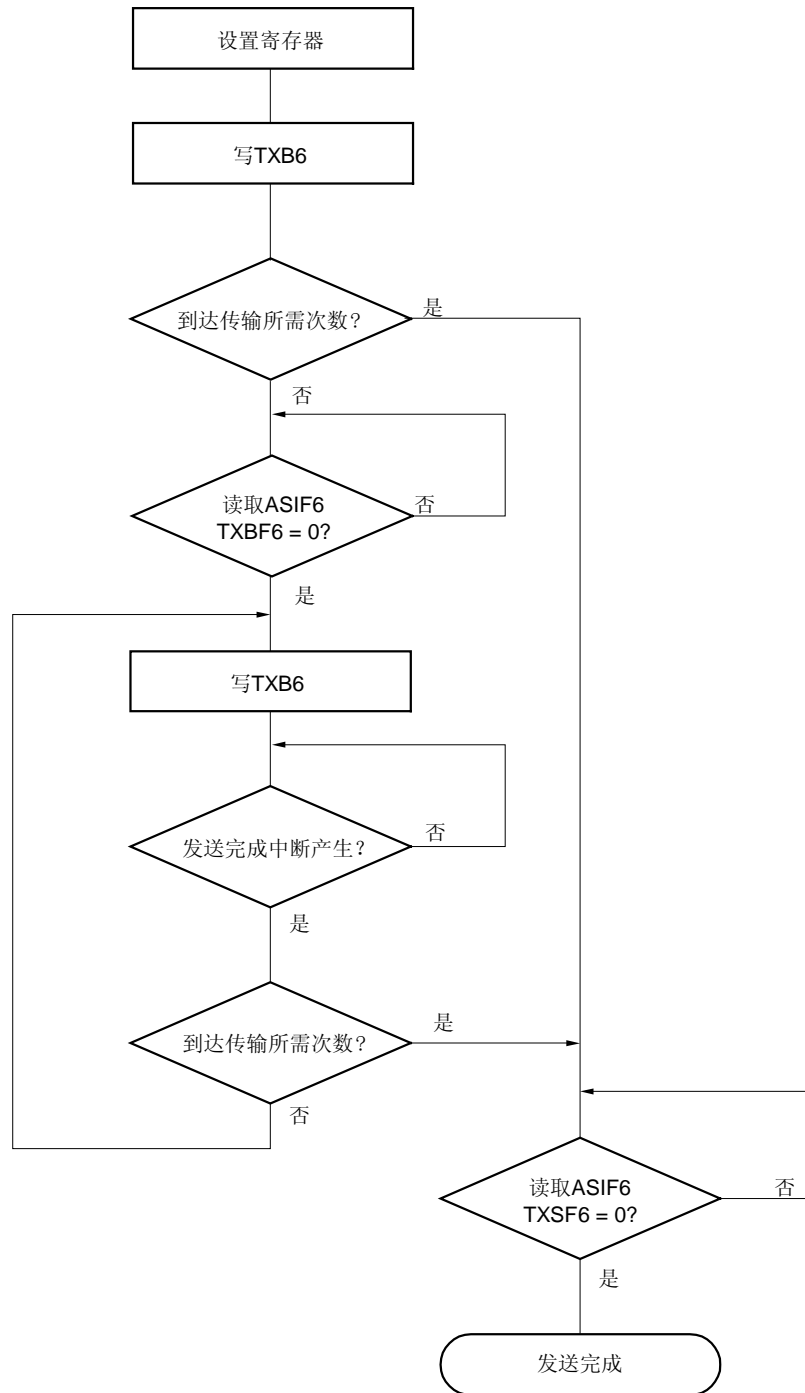 设置寄存器
写TXB6
到达传输所需次数?
是
否
读取ASIF6
TXBF6 = 0?
否
是
写TXB6
发送完成中断产生?
否
是
到达传输所需次数?
是
否
读取ASIF6
TXSF6 = 0?
否
是
发送完成